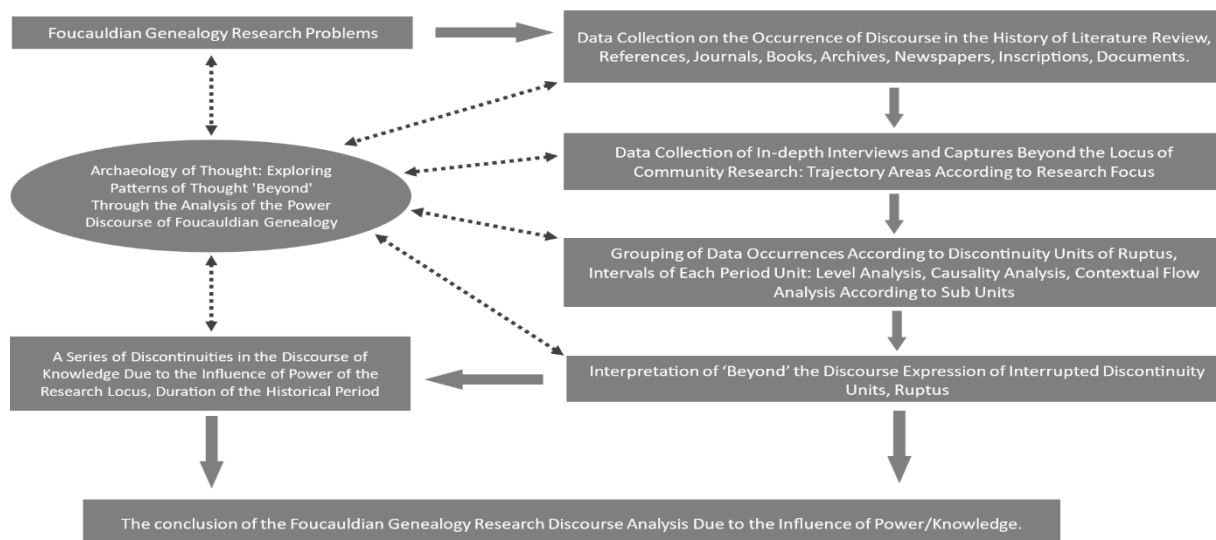 Foucauldian Genealogy Research Problems
Data Collection on the Occurrence of Discourse in the History of Literature Review,
References, Journals, Books, Archives, Newspapers, Inscriptions, Documents.
Archaeology of Thought: Exploring
Patterns of Thought 'Beyond'
Through the Analysis of the Power
Discourse of Foucauldian Genealogy
Data Collection of In-depth Interviews and Captures Beyond the Locus of
Community Research: Trajectory Areas According to Research Focus
Grouping of Data Occurrences According to Discontinuity Units of Ruptus,
Intervals of Each Period Unit: Level Analysis, Causality Analysis, Contextual Flow
Analysis According to Sub Units
A Series of Discontinuities in the Discourse of
Knowledge Due to the Influence of Power of the
Research Locus, Duration of the Historical Period
Interpretation of ‘Beyond’ the Discourse Expression of Interrupted Discontinuity
Units, Ruptus
The conclusion of the Foucauldian Genealogy Research Discourse Analysis Due to the Influence of Power/Knowledge.